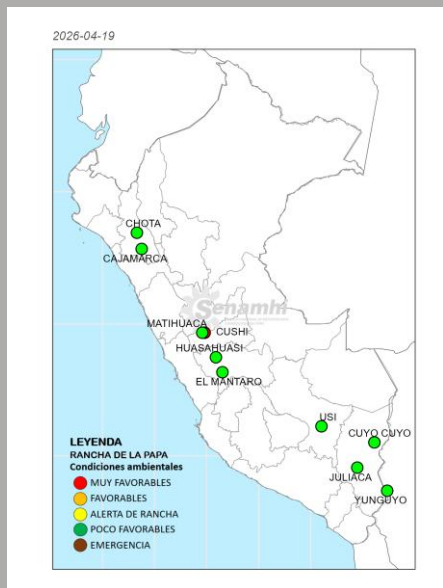 2026-04-19
CHOTA
CAJAMARCA
Senamhi
MATIHUACA
CUSHI
HUASAHUASI
EL MANTARO
USI
CUYO CUYO
JULIACA
YUNGUYO
LEYENDA
RANCHA DE LA PAPA
Condiciones ambientales
MUY FAVORABLES
FAVORABLES
ALERTA DE RANCHA
POCO FAVORABLES
EMERGENCIA